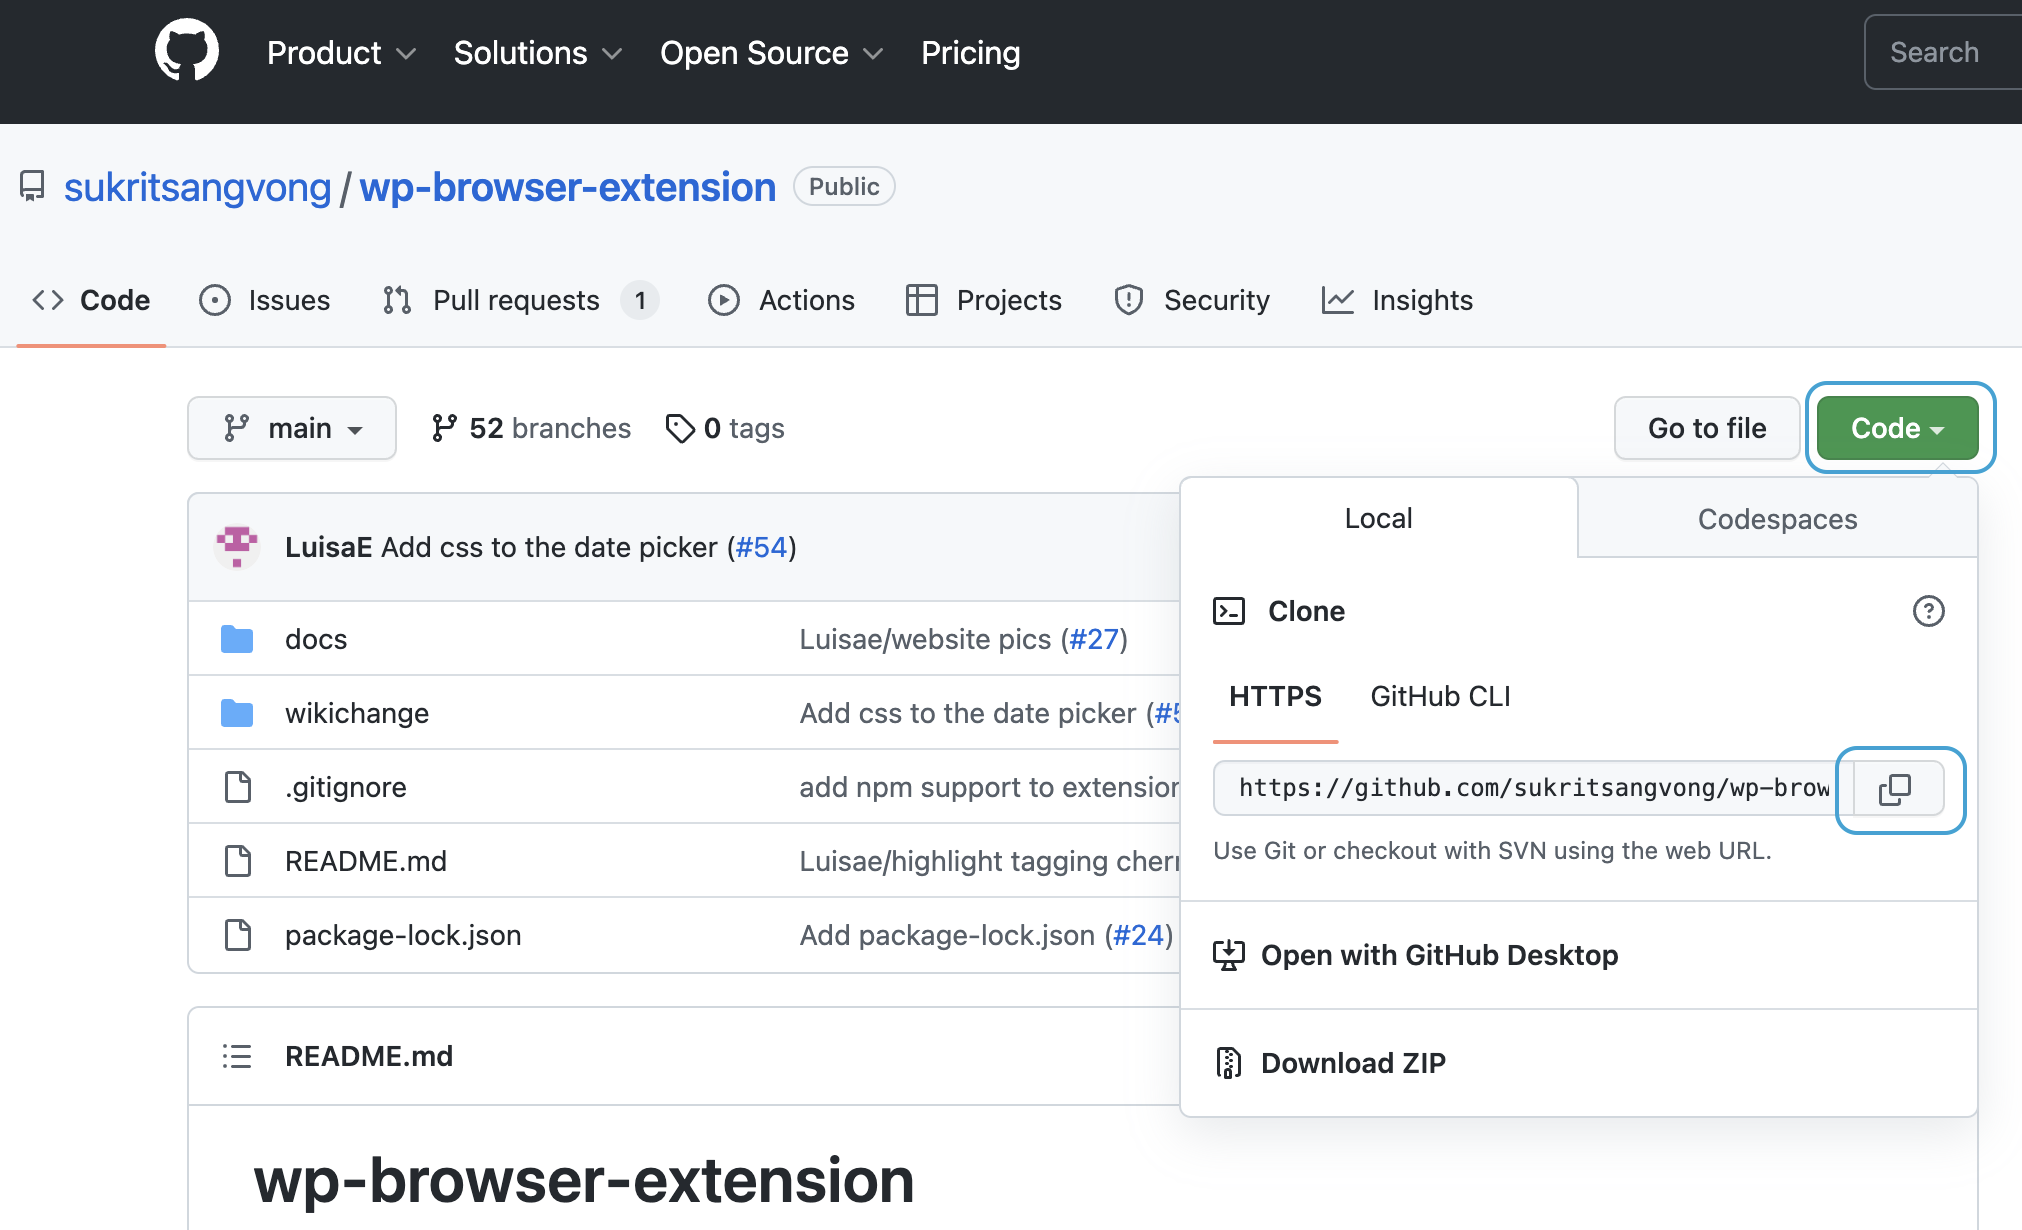 Product Solutions Open Source Pricing Search
sukritsangvong / wp-browser-extension Public
Code Issues Pull requests 1 Actions Projects Security Insights
main 52 branches 0 tags Go to file Code
Local Codespaces
LuisaE Add css to the date picker (#54)
Clone
docs Luisae/website pics (#27)
HTTPS GitHub CLI
wikichange Add css to the date picker (#5
.gitignore add npm support to extension
https://github.com/sukritsangvong/wp-brow
Use Git or checkout with SVN using the web URL.
README.md Luisae/highlight tagging cherr
package-lock.json Add package-lock.json (#24)
Open with GitHub Desktop
README.md
Download ZIP
wp-browser-extension